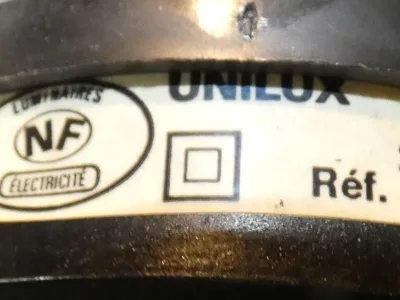 UNILUX
LUMINAIRES
NF
ÉLECTRICITÉ
Réf.